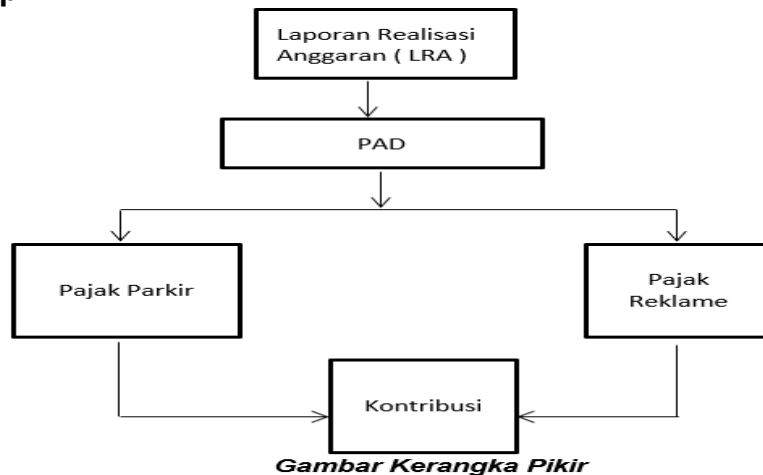 Laporan Realisasi
Anggaran ( LRA )
PAD
Pajak Parkir
Pajak
Reklame
Kontribusi
Gambar Kerangka Pikir